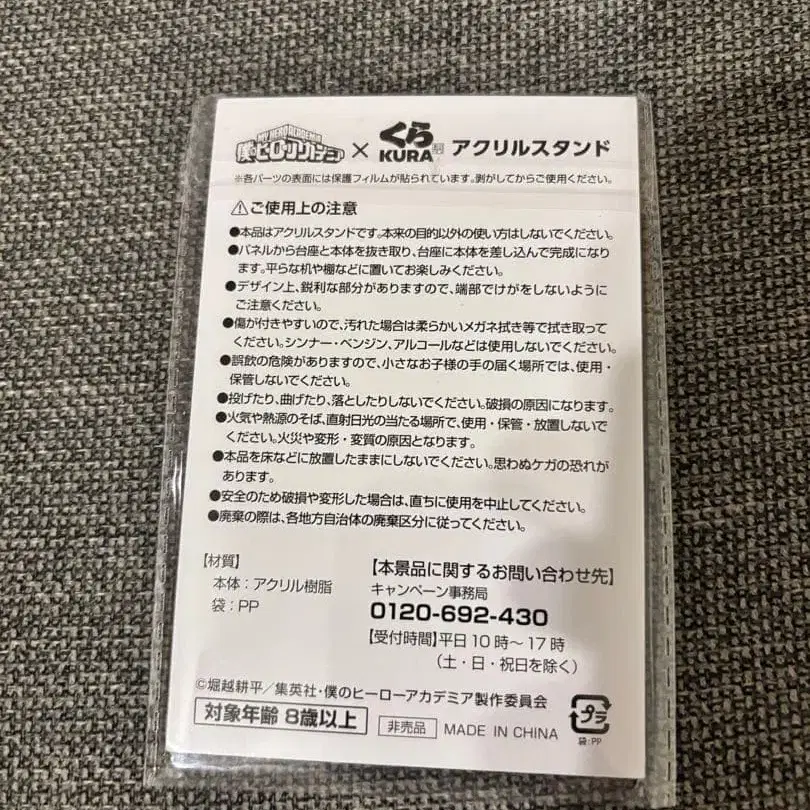 MY HERO ACADEMIA
僕のヒーローアカデミア × くら KURA アクリルスタンド
※各パーツの表面には保護フィルムが貼られています。剥がしてからご使用ください。
⚠ご使用上の注意
●本品はアクリルスタンドです。本来の目的以外の使い方はしないでください。
●パネルから台座と本体を抜き取り、台座に本体を差し込んで完成になり
ます。平らな机や棚などに置いてお楽しみください。
●デザイン上、鋭利な部分がありますので、端部でけがをしないように
ご注意ください。
●傷が付きやすいので、汚れた場合は柔らかいメガネ拭き等で拭き取って
ください。シンナー・ベンジン、アルコールなどは使用しないでください。
●誤飲の危険がありますので、小さなお子様の手の届く場所では、使用・
保管しないでください。
●投げたり、曲げたり、落としたりしないでください。破損の原因になります。
●火気や熱源のそば、直射日光の当たる場所で、使用・保管・放置しないで
ください。火災や変形・変質の原因となります。
●本品を床などに放置したままにしないでください。思わぬケガの恐れが
あります。
●安全のため破損や変形した場合は、直ちに使用を中止してください。
●廃棄の際は、各地方自治体の廃棄区分に従ってください。
【材質】
本体：アクリル樹脂
袋：PP
【本景品に関するお問い合わせ先】
キャンペーン事務局
0120-692-430
【受付時間】平日10時～17時
（土・日・祝日を除く）
©堀越耕平／集英社・僕のヒーローアカデミア製作委員会
対象年齢 8歳以上
非売品
MADE IN CHINA
プラ
袋:PP